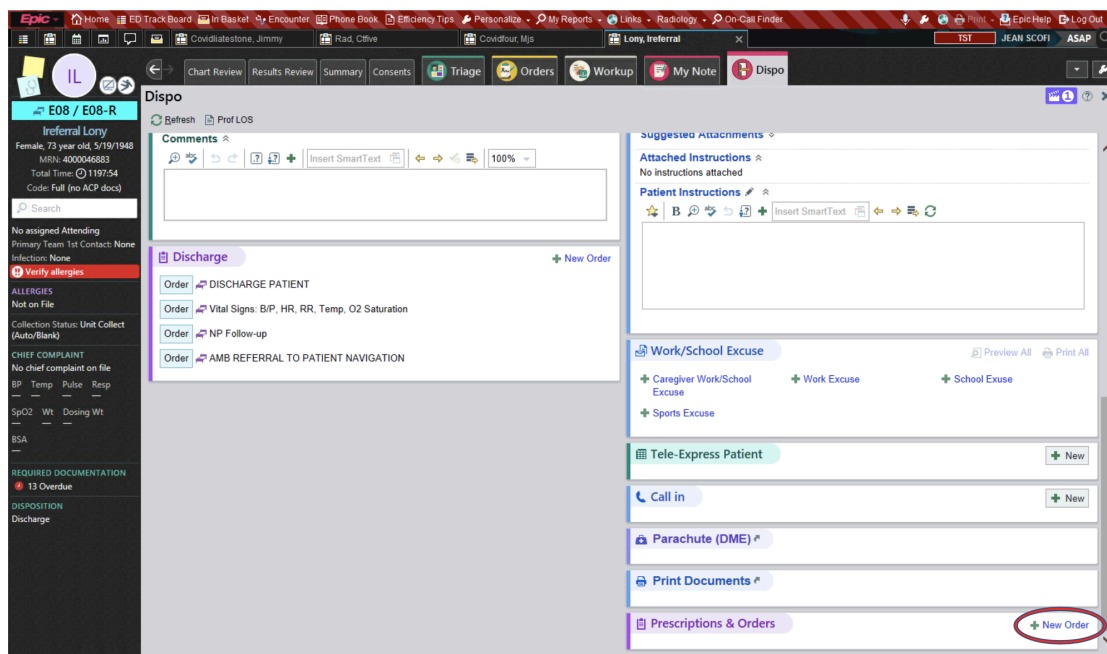 Epic Home ED Track Board In Basket Encounter Phone Book Efficiency Tips Personalize My Reports Links Radiology On-Call Finder Print Epic Help Log Out
Covidliatestone, Jimmy Rad, Ctfive Covidfour, Mjs Lony, Ireferral × TST JEAN SCOFI ASAP
IL Chart Review Results Review Summary Consents Triage Orders Workup My Note Dispo
E08 / E08-R
Ireferral Lony
Female, 73 year old, 5/19/1948
MRN: 4000046883
Total Time: 1197:54
Code: Full (no ACP docs)
Search
No assigned Attending
Primary Team 1st Contact: None
Infection: None
Verify allergies
ALLERGIES
Not on File
Collection Status: Unit Collect
(Auto/Blank)
CHIEF COMPLAINT
No chief complaint on file
BP Temp Pulse Resp
— — — —
SpO2 Wt Dosing Wt
— — —
BSA
—
REQUIRED DOCUMENTATION
13 Overdue
DISPOSITION
Discharge
Dispo 1
Refresh Prof LOS
Comments
Insert SmartText 100%
Discharge + New Order
Order DISCHARGE PATIENT
Order Vital Signs: B/P, HR, RR, Temp, O2 Saturation
Order NP Follow-up
Order AMB REFERRAL TO PATIENT NAVIGATION
Suggested Attachments
Attached Instructions
No instructions attached
Patient Instructions
B Insert SmartText
Work/School Excuse Preview All Print All
+ Caregiver Work/School + Work Excuse + School Exuse
Excuse
+ Sports Excuse
Tele-Express Patient + New
Call in + New
Parachute (DME)
Print Documents
Prescriptions & Orders + New Order